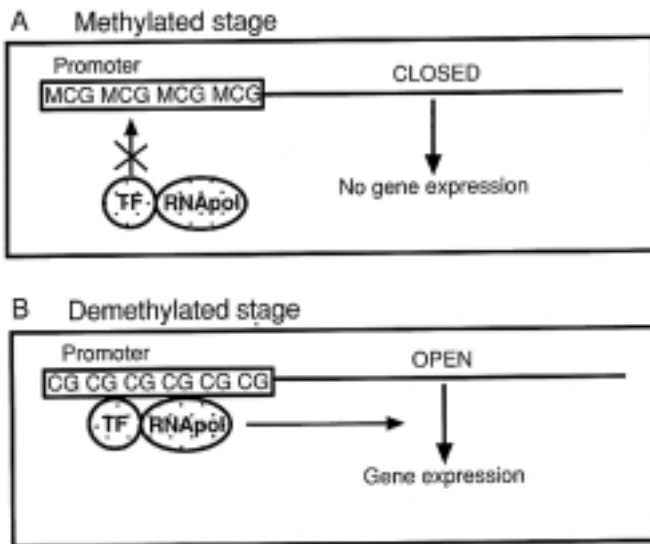 A Methylated stage
Promoter
CLOSED
MCG MCG MCG MCG
No gene expression
TF RNApol
B Demethylated stage
Promoter
OPEN
CG CG CG CG CG CG
TF RNApol
Gene expression